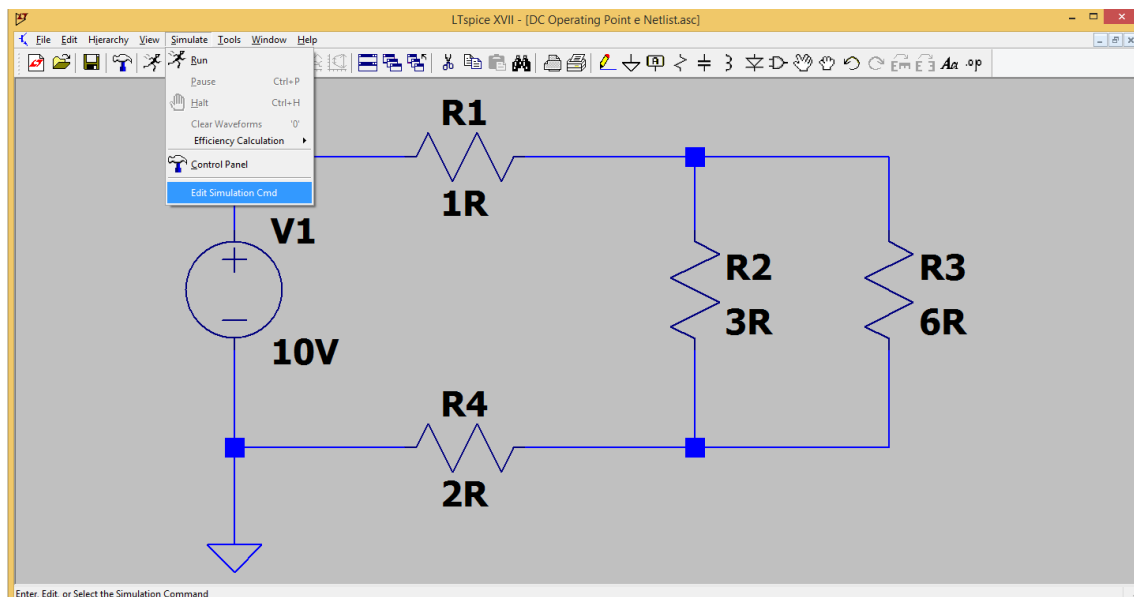 LTspice XVII - [DC Operating Point e Netlist.asc]
File Edit Hierarchy View Simulate Tools Window Help
Run
Pause Ctrl+P
Halt Ctrl+H
Clear Waveforms '0'
Efficiency Calculation
Control Panel
Edit Simulation Cmd
Aa .op
R1
1R
V1
10V
R2
3R
R3
6R
R4
2R
Enter, Edit, or Select the Simulation Command